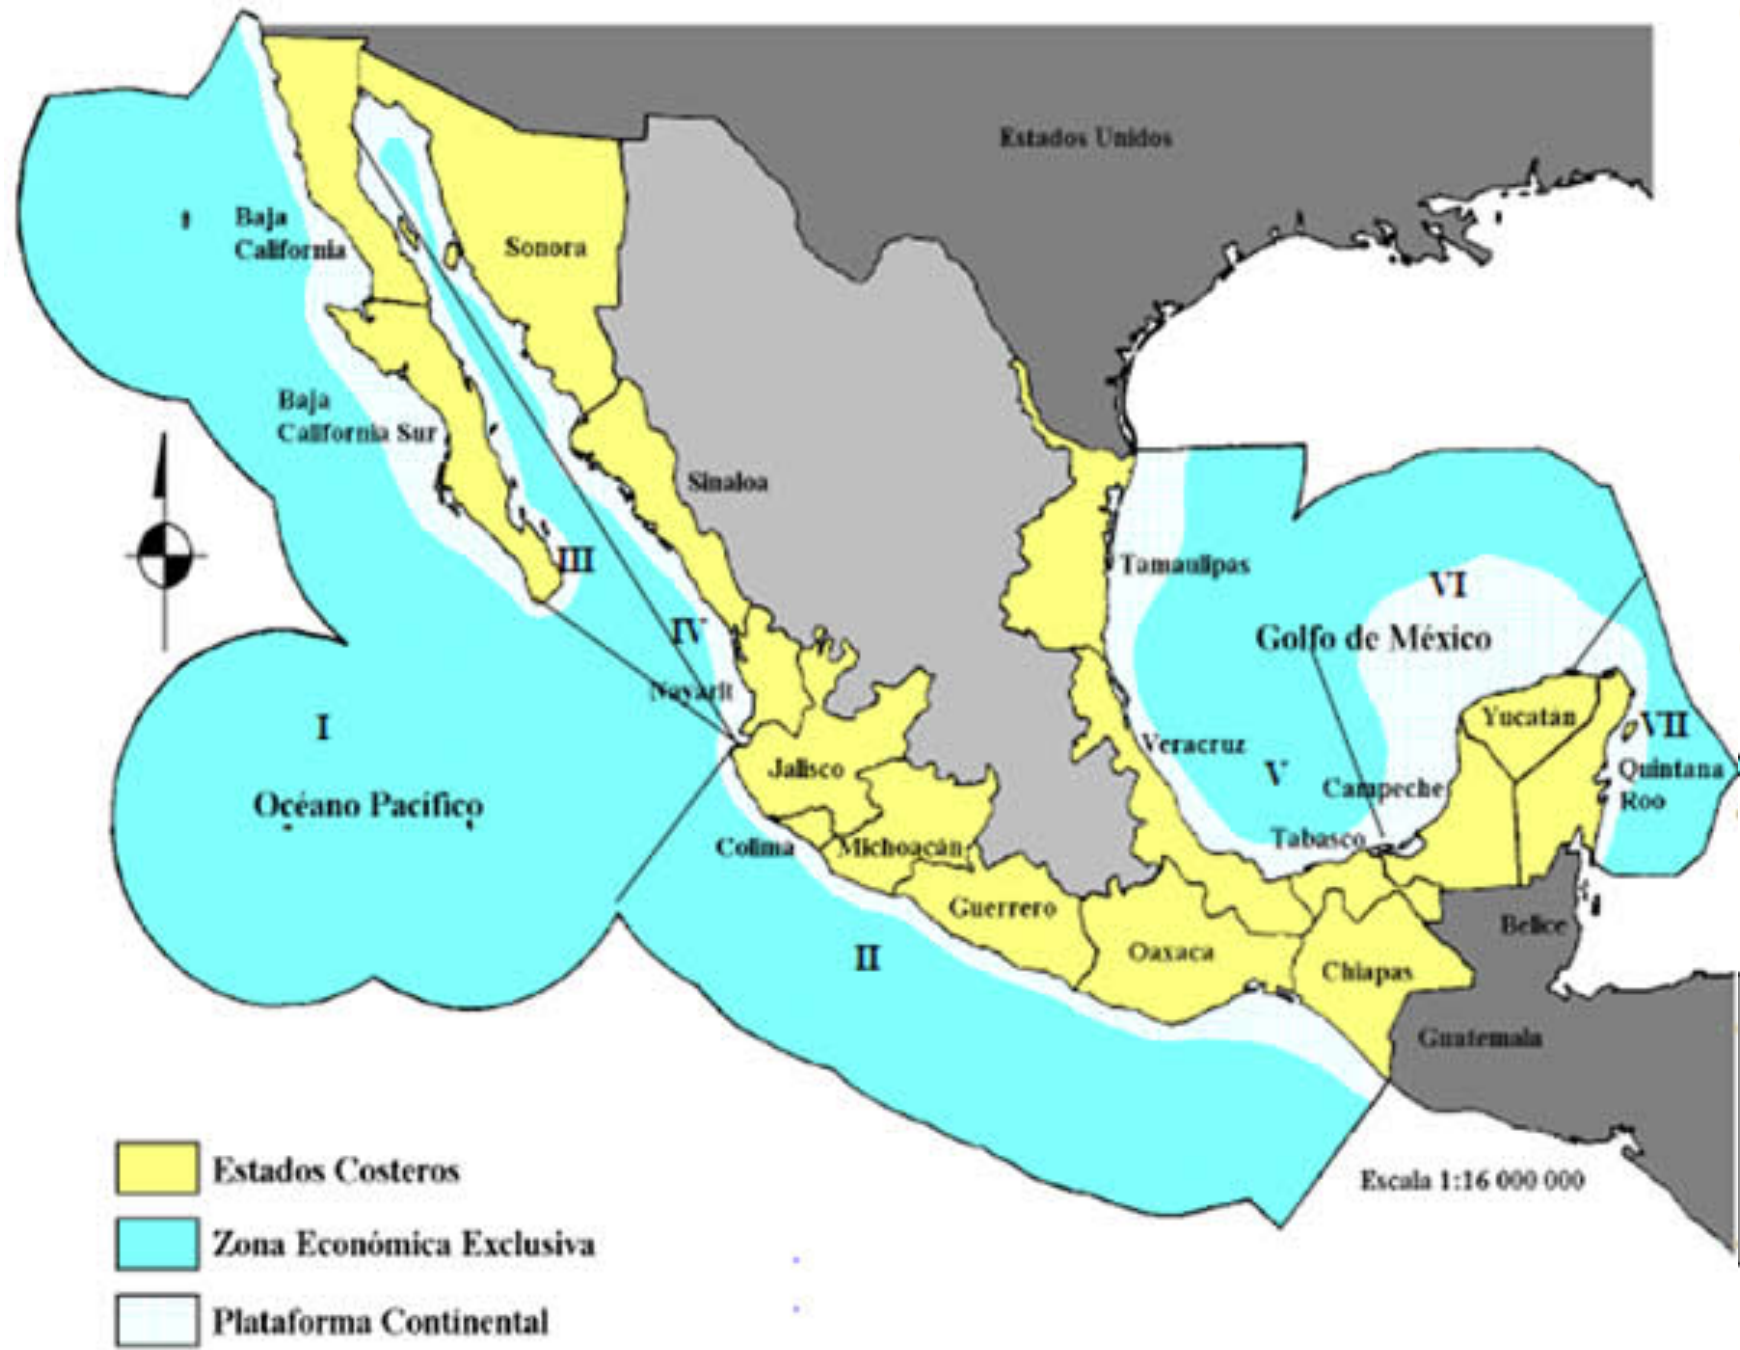 Estados Unidos
Baja
California
Sonora
Baja
California Sur
Sinaloa
III
Tamaulipas
VI
IV
Golfo de México
Nayarit
I
Yucatán
VII
Veracruz
Jalisco
V
Quintana
Roo
Campeche
Océano Pacífico
Tabasco
Colima
Michoacán
Guerrero
Belice
Oaxaca
II
Chiapas
Guatemala
Estados Costeros
Escala 1:16 000 000
Zona Económica Exclusiva
Plataforma Continental